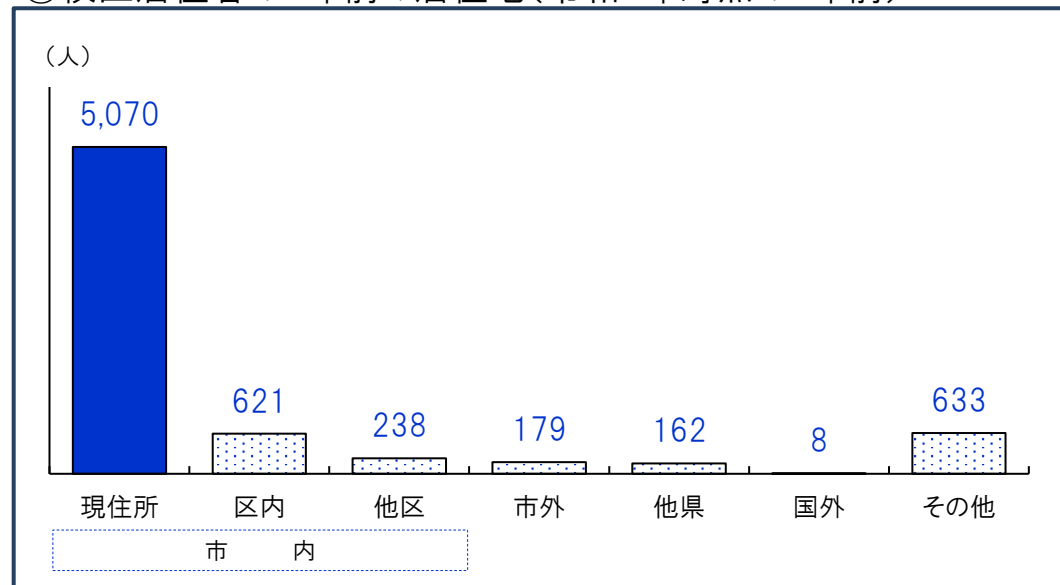 （人）
5,070
621
238
179
162
8
633
現住所
区内
他区
市外
他県
国外
その他
市 内